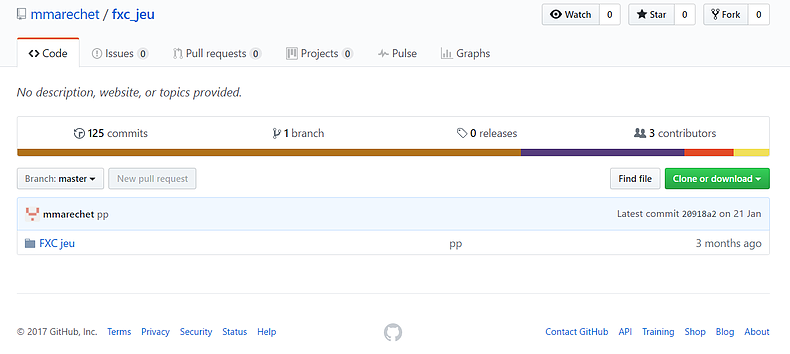 mmarechet / fxc_jeu
Watch 0 Star 0 Fork 0
Code Issues 0 Pull requests 0 Projects 0 Pulse Graphs
No description, website, or topics provided.
125 commits 1 branch 0 releases 3 contributors
Branch: master New pull request Find file Clone or download
mmarechet pp Latest commit 20918a2 on 21 Jan
FXC jeu pp 3 months ago
© 2017 GitHub, Inc. Terms Privacy Security Status Help Contact GitHub API Training Shop Blog About